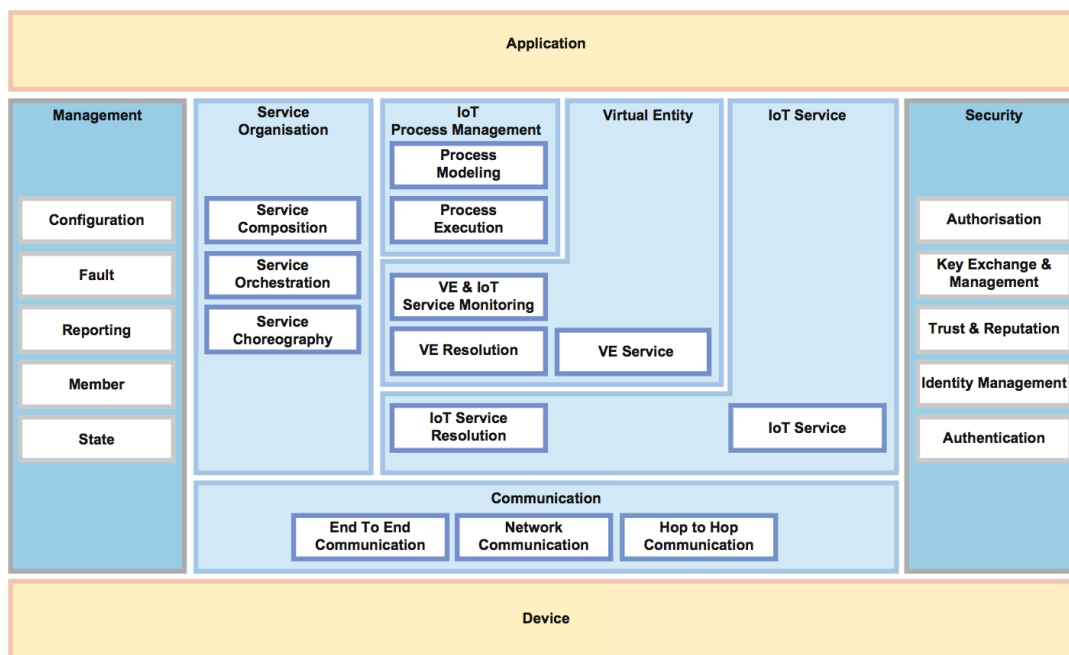 Application
Management
Configuration
Fault
Reporting
Member
State
Service
Organisation
Service
Composition
Service
Orchestration
Service
Choreography
IoT
Process Management
Process
Modeling
Process
Execution
Virtual Entity
VE & IoT
Service Monitoring
VE Resolution
VE Service
IoT Service
IoT Service
Resolution
IoT Service
Communication
End To End
Communication
Network
Communication
Hop to Hop
Communication
Security
Authorisation
Key Exchange &
Management
Trust & Reputation
Identity Management
Authentication
Device